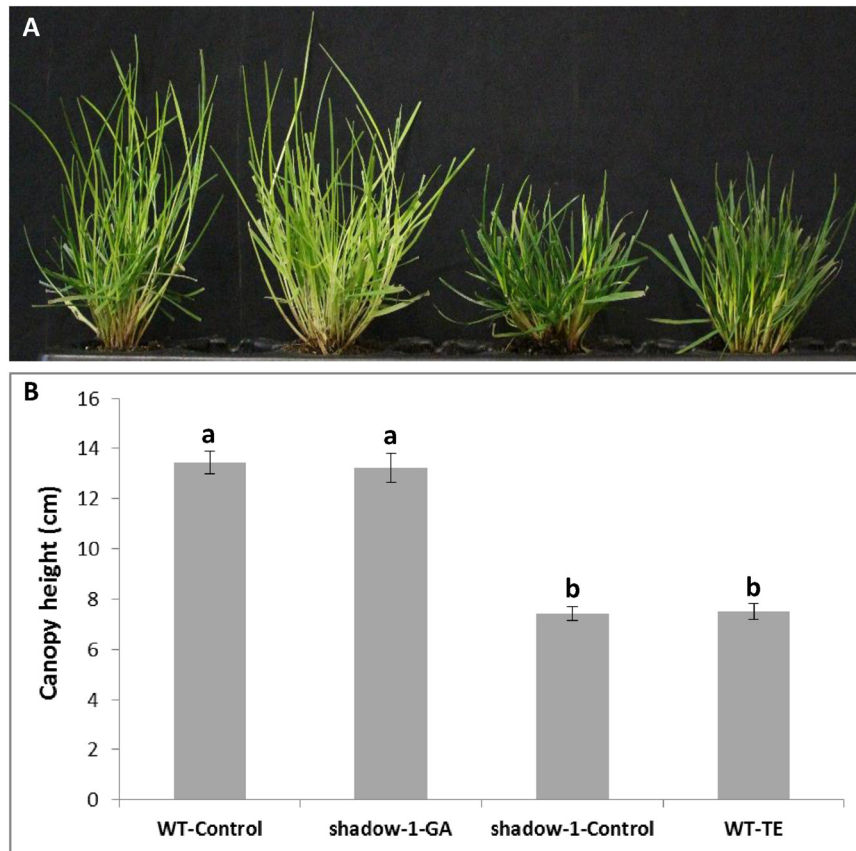 A
B
Canopy height (cm)
16
14
12
10
8
6
4
2
0
a
a
b
b
WT-Control
shadow-1-GA
shadow-1-Control
WT-TE